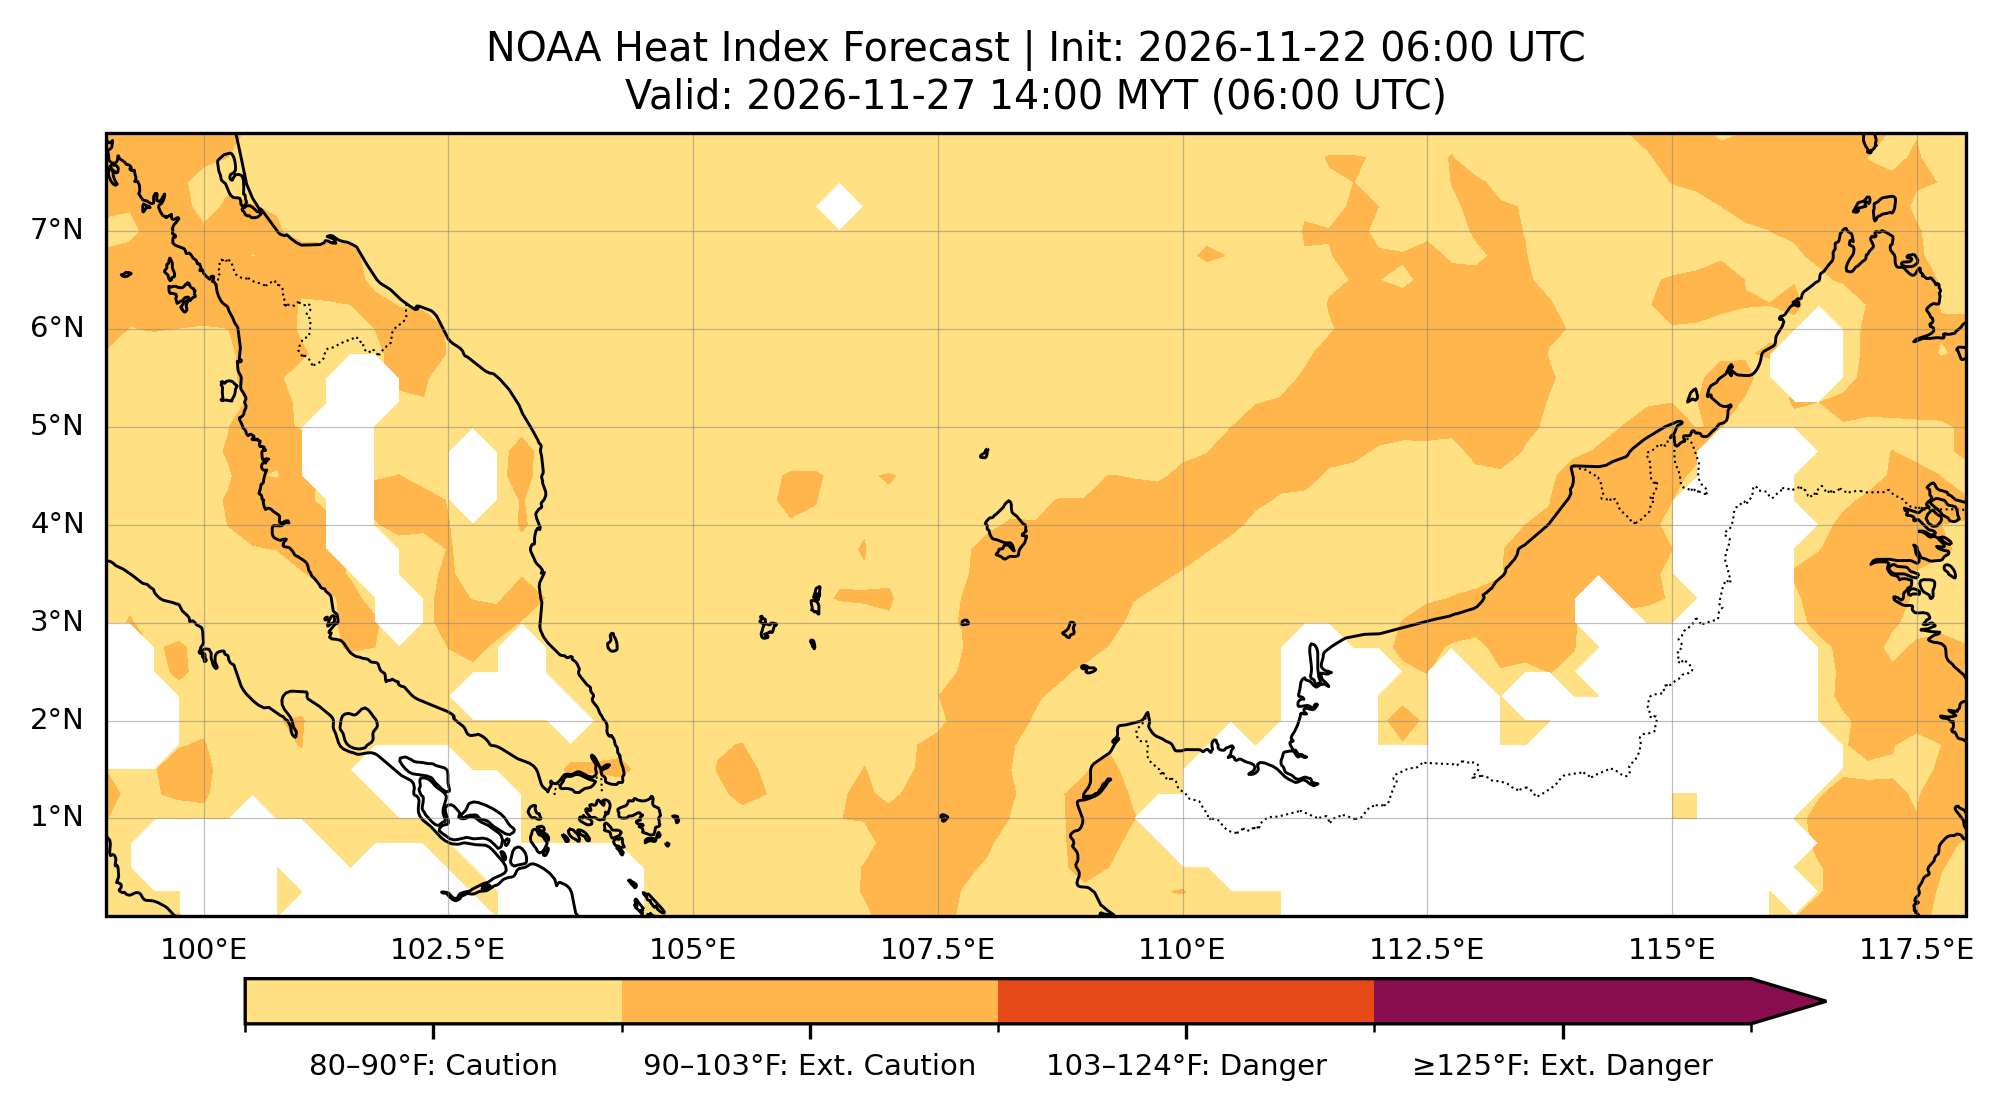 NOAA Heat Index Forecast | Init: 2026-11-22 06:00 UTC
Valid: 2026-11-27 14:00 MYT (06:00 UTC)
7°N
6°N
5°N
4°N
3°N
2°N
1°N
100°E 102.5°E 105°E 107.5°E 110°E 112.5°E 115°E 117.5°E
80–90°F: Caution 90–103°F: Ext. Caution 103–124°F: Danger ≥125°F: Ext. Danger